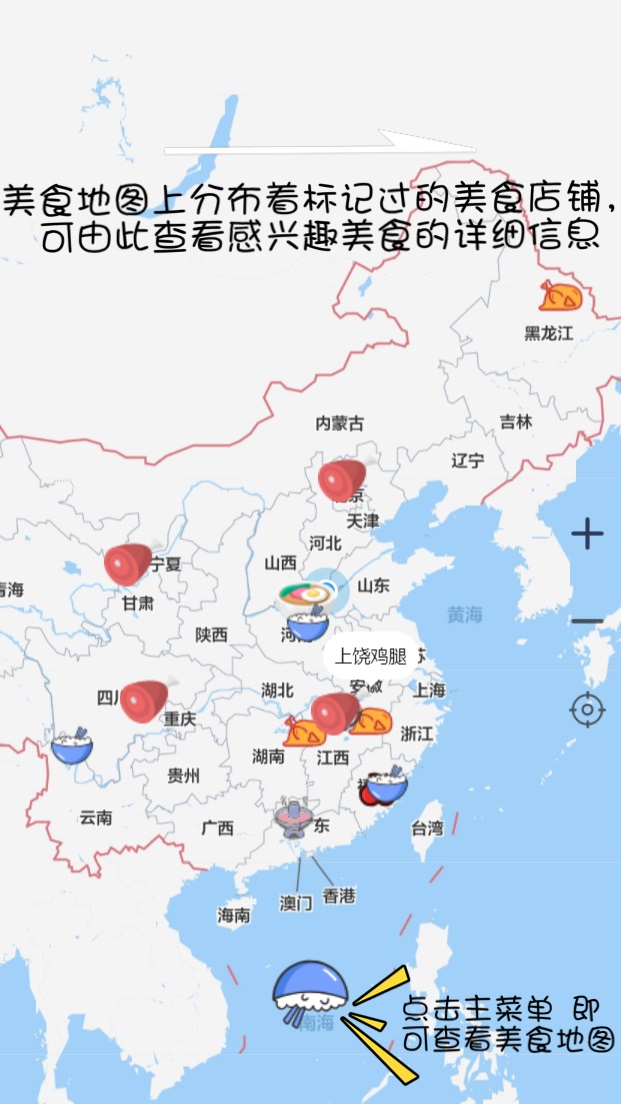 美食地图上分布着标记过的美食店铺,
可由此查看感兴趣美食的详细信息
黑龙江
吉林
内蒙古
辽宁
天津
河北
山西
山东
宁夏
甘肃
黄海
陕西
上饶鸡腿
四川
湖北
安徽
上海
重庆
浙江
湖南
江西
贵州
云南
广西
东
台湾
澳门
香港
海南
南海
点击主菜单 即
可查看美食地图